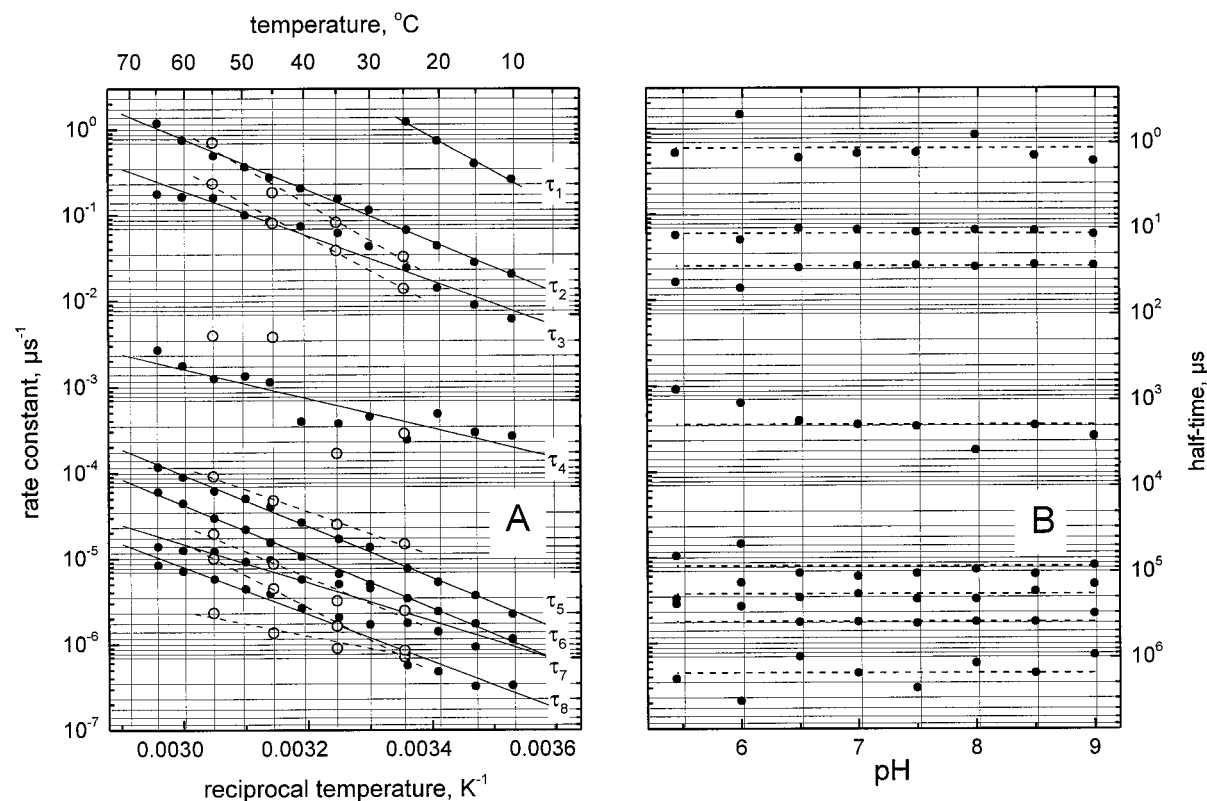 temperature, °C
70 60 50 40 30 20 10
10⁰
10⁻¹
10⁻²
10⁻³
10⁻⁴
10⁻⁵
10⁻⁶
10⁻⁷
rate constant, µs⁻¹
τ₁
τ₂
τ₃
τ₄
τ₅
τ₆
τ₇
τ₈
A
0.0030 0.0032 0.0034 0.0036
reciprocal temperature, K⁻¹
B
10⁰
10¹
10²
10³
10⁴
10⁵
10⁶
half-time, µs
6 7 8 9
pH